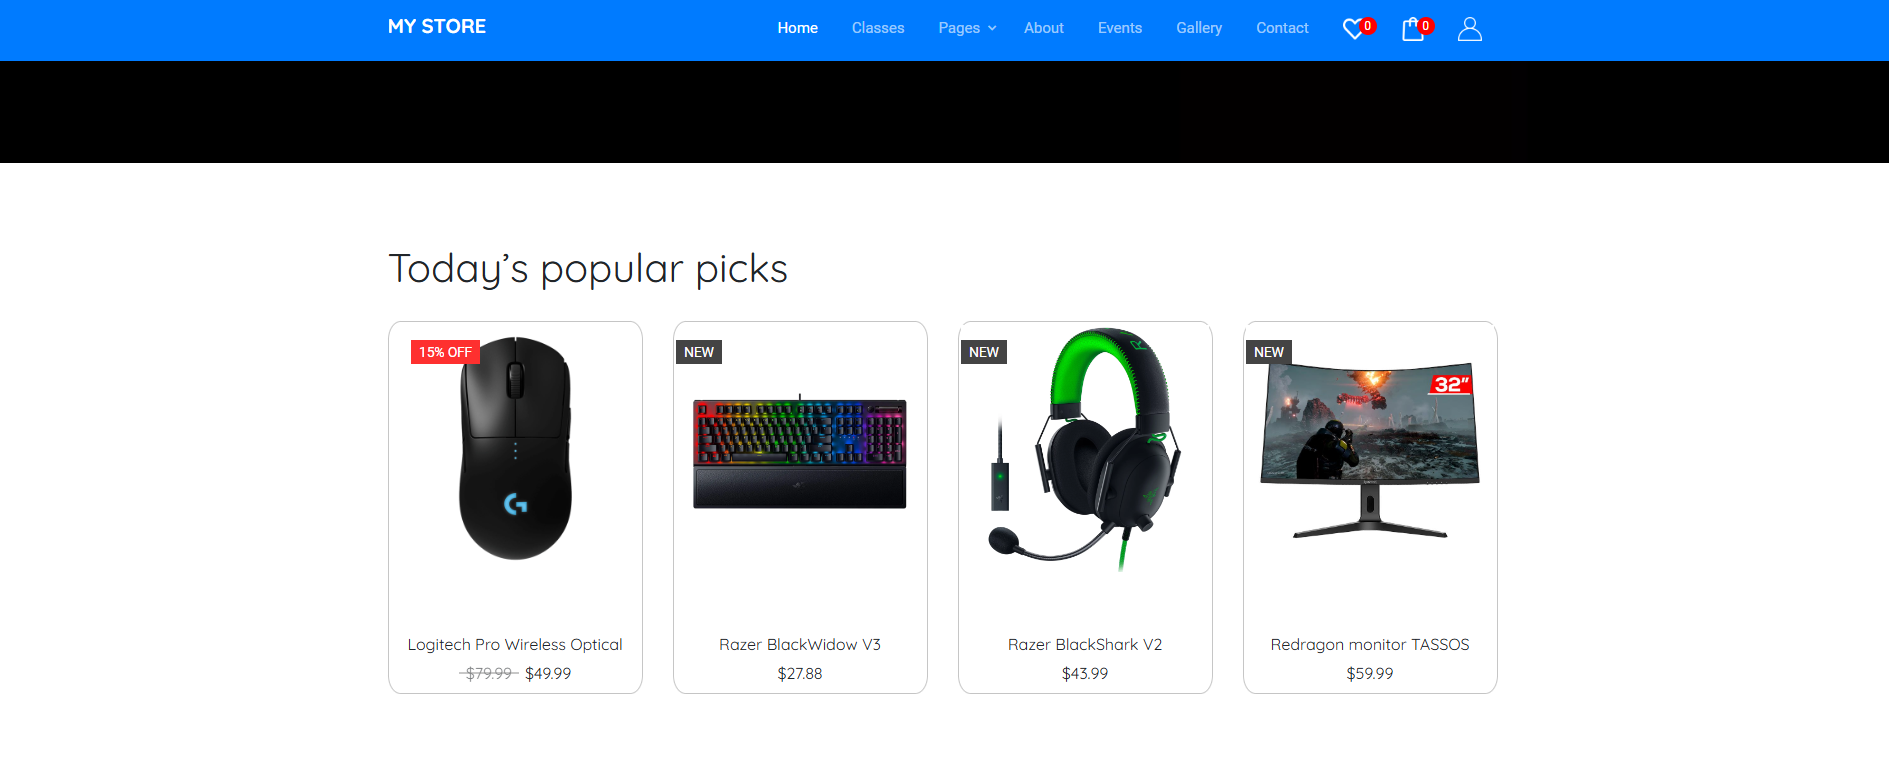 MY STORE
Home Classes Pages About Events Gallery Contact 0 0
Today’s popular picks
15% OFF
NEW
NEW
NEW
32”
Logitech Pro Wireless Optical
$79.99 $49.99
Razer BlackWidow V3
$27.88
Razer BlackShark V2
$43.99
Redragon monitor TASSOS
$59.99